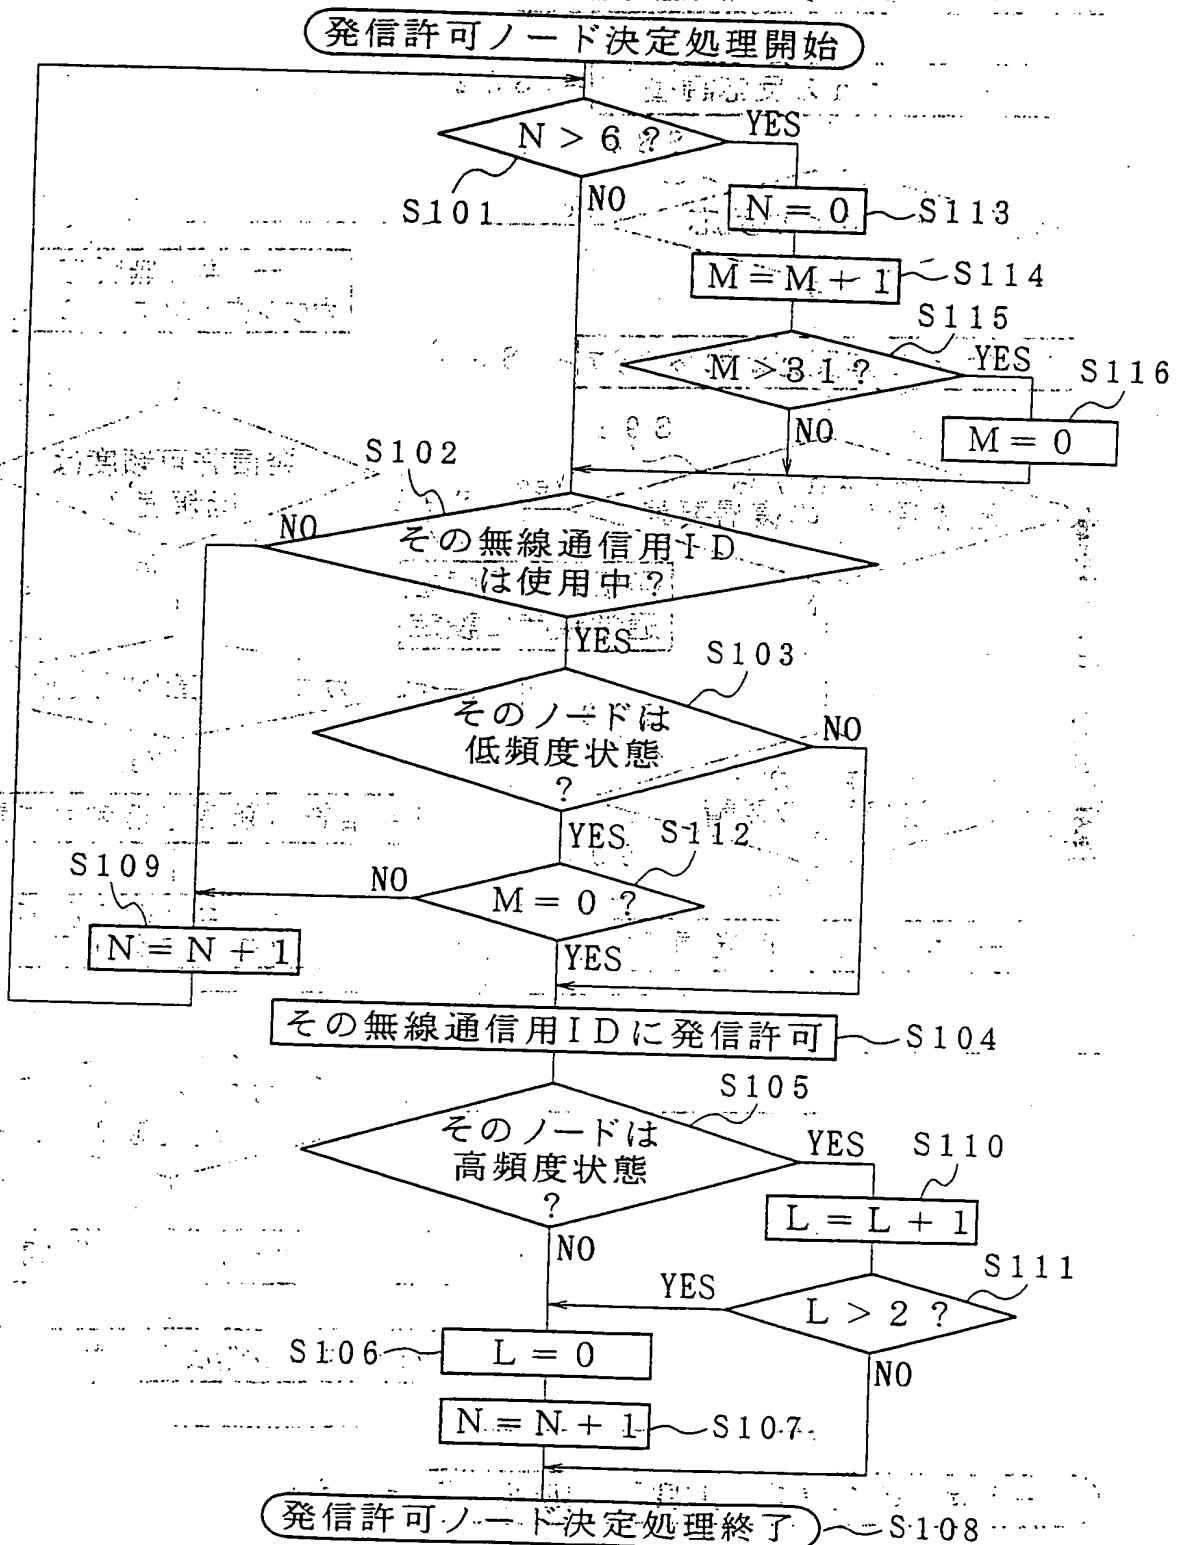 発信許可ノード決定処理開始
N > 6 ?
YES
S101
NO
N = 0
S113
M = M + 1
S114
S115
M > 31 ?
YES
S116
NO
M = 0
S102
NO
その無線通信用ID
は使用中?
YES
S103
そのノードは
低頻度状態
?
NO
YES
S112
S109
NO
M = 0 ?
N = N + 1
YES
その無線通信用IDに発信許可
S104
S105
そのノードは
高頻度状態
?
YES
S110
L = L + 1
NO
S111
YES
L > 2 ?
S106
L = 0
NO
N = N + 1
S107
発信許可ノード決定処理終了
S108